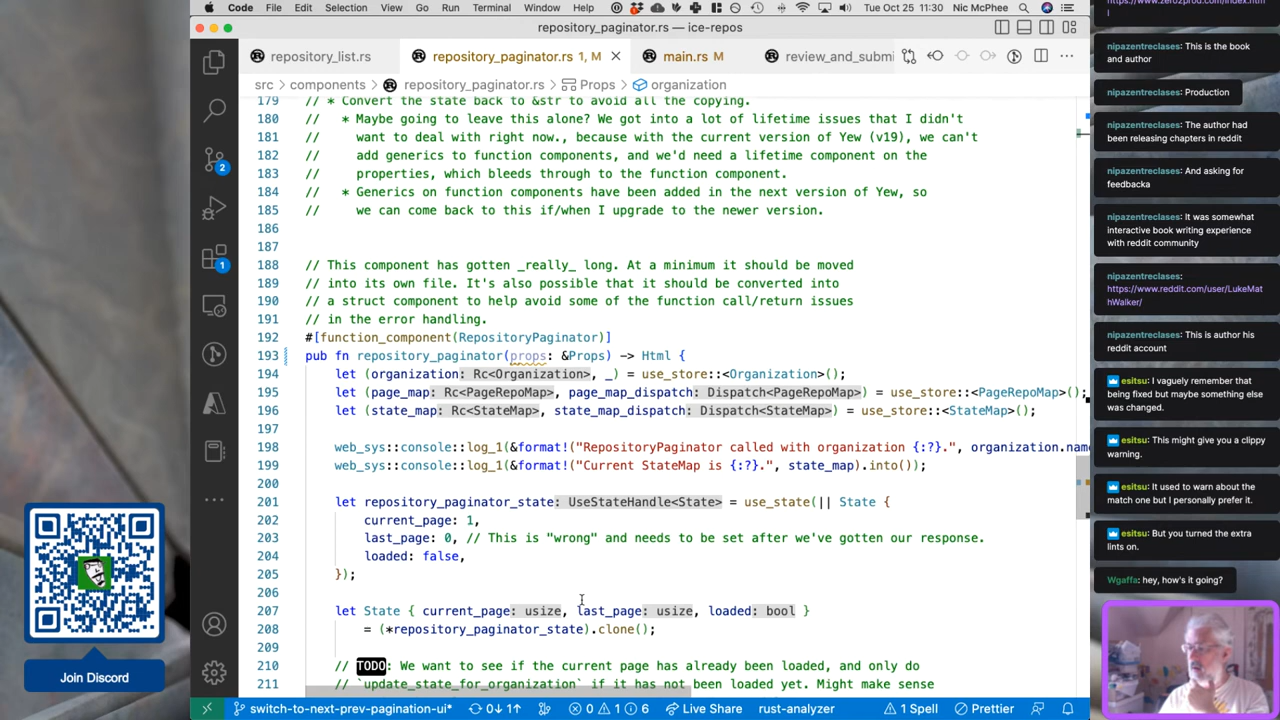 Code File Edit Selection View Go Run Terminal Window Help Tue Oct 25 11:30 Nic McPhee
repository_paginator.rs — ice-repos
repository_list.rs repository_paginator.rs 1, M main.rs M review_and_submi
src > components > repository_paginator.rs > Props > organization
179 // * Convert the state back to &str to avoid all the copying.
180 // * Maybe going to leave this alone? We got into a lot of lifetime issues that I didn't
181 // want to deal with right now., because with the current version of Yew (v19), we can't
182 // add generics to function components, and we'd need a lifetime component on the
183 // properties, which bleeds through to the function component.
184 // * Generics on function components have been added in the next version of Yew, so
185 // we can come back to this if/when I upgrade to the newer version.
186
187
188 // This component has gotten _really_ long. At a minimum it should be moved
189 // into its own file. It's also possible that it should be converted into
190 // a struct component to help avoid some of the function call/return issues
191 // in the error handling.
192 #[function_component(RepositoryPaginator)]
193 pub fn repository_paginator(props: &Props) -> Html {
194 let (organization: Rc<Organization>, _) = use_store::<Organization>();
195 let (page_map: Rc<PageRepoMap>, page_map_dispatch: Dispatch<PageRepoMap>) = use_store::<PageRepoMap>();
196 let (state_map: Rc<StateMap>, state_map_dispatch: Dispatch<StateMap>) = use_store::<StateMap>();
197
198 web_sys::console::log_1(&format!("RepositoryPaginator called with organization {:?}.", organization.name
199 web_sys::console::log_1(&format!("Current StateMap is {:?}.", state_map).into());
200
201 let repository_paginator_state: UseStateHandle<State> = use_state(|| State {
202 current_page: 1,
203 last_page: 0, // This is "wrong" and needs to be set after we've gotten our response.
204 loaded: false,
205 });
206
207 let State { current_page: usize, last_page: usize, loaded: bool }
208 = (*repository_paginator_state).clone();
209
210 // TODO: We want to see if the current page has already been loaded, and only do
211 // `update_state_for_organization` if it has not been loaded yet. Might make sense
2
1
switch-to-next-prev-pagination-ui* 0↓ 1↑ 0 1 6 Live Share rust-analyzer 1 Spell Prettier
Join Discord
l
nipazentreclases: This is the book
and author
nipazentreclases: Production
nipazentreclases: The author had
been releasing chapters in reddit
nipazentreclases: And asking for
feedbacka
nipazentreclases: It was somewhat
interactive book writing experience
with reddit community
nipazentreclases:
https://www.reddit.com/user/LukeMat
hWalker/
nipazentreclases: This is author his
reddit account
esitsu: I vaguely remember that
being fixed but maybe something else
was changed.
esitsu: This might give you a clippy
warning.
esitsu: It used to warn about the
match one but I personally prefer it.
esitsu: But you turned the extra
lints on.
Wgaffa: hey, how's it going?